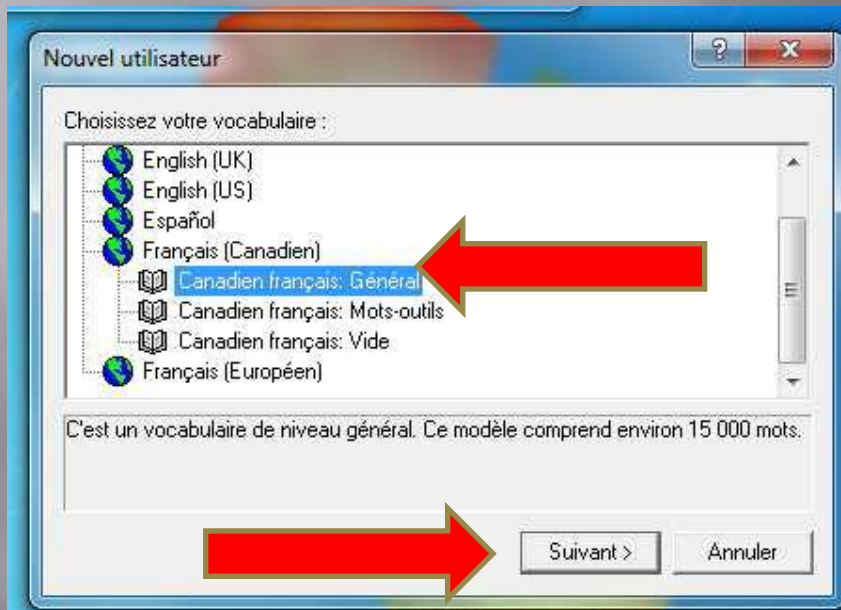 Nouvel utilisateur
Choisissez votre vocabulaire :
English (UK)
English (US)
Español
Français (Canadien)
Canadien français: Général
Canadien français: Mots-outils
Canadien français: Vide
Français (Européen)
C'est un vocabulaire de niveau général. Ce modèle comprend environ 15 000 mots.
Suivant >
Annuler